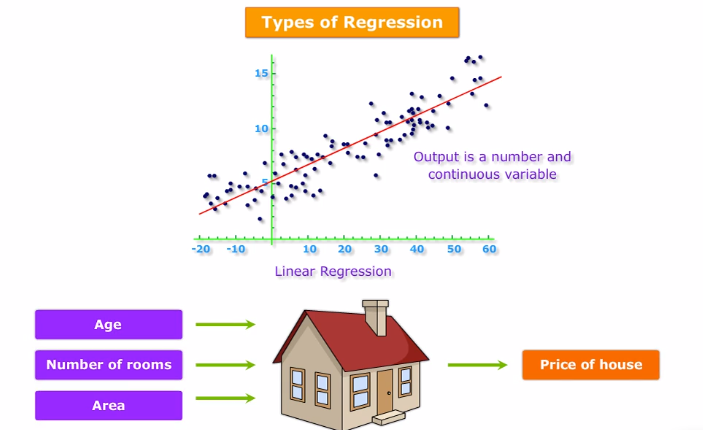 Types of Regression
15
10
5
-20 -10 10 20 30 40 50 60
Output is a number and
continuous variable
Linear Regression
Age
Number of rooms
Area
Price of house